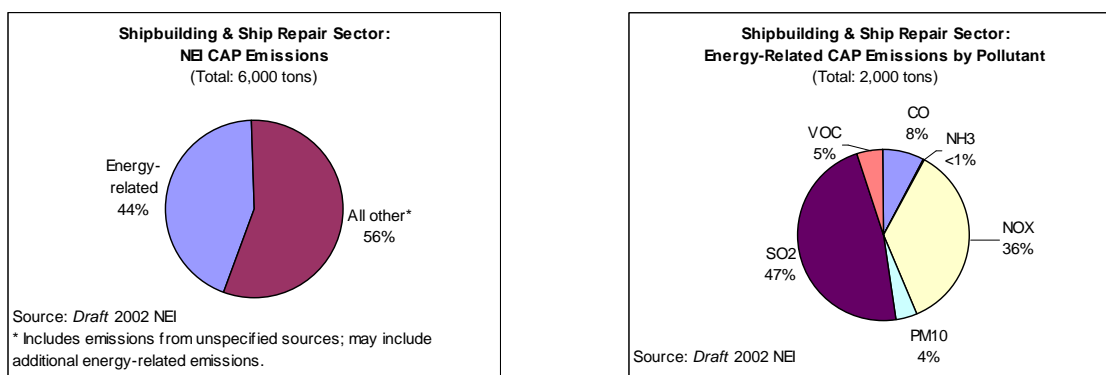 Shipbuilding & Ship Repair Sector:
NEI CAP Emissions
(Total: 6,000 tons)
Energy-
related
44%
All other*
56%
Source: Draft 2002 NEI
* Includes emissions from unspecified sources; may include
additional energy-related emissions.
Shipbuilding & Ship Repair Sector:
Energy-Related CAP Emissions by Pollutant
(Total: 2,000 tons)
CO
8%
VOC
5%
NH3
<1%
NOX
36%
SO2
47%
PM10
4%
Source: Draft 2002 NEI